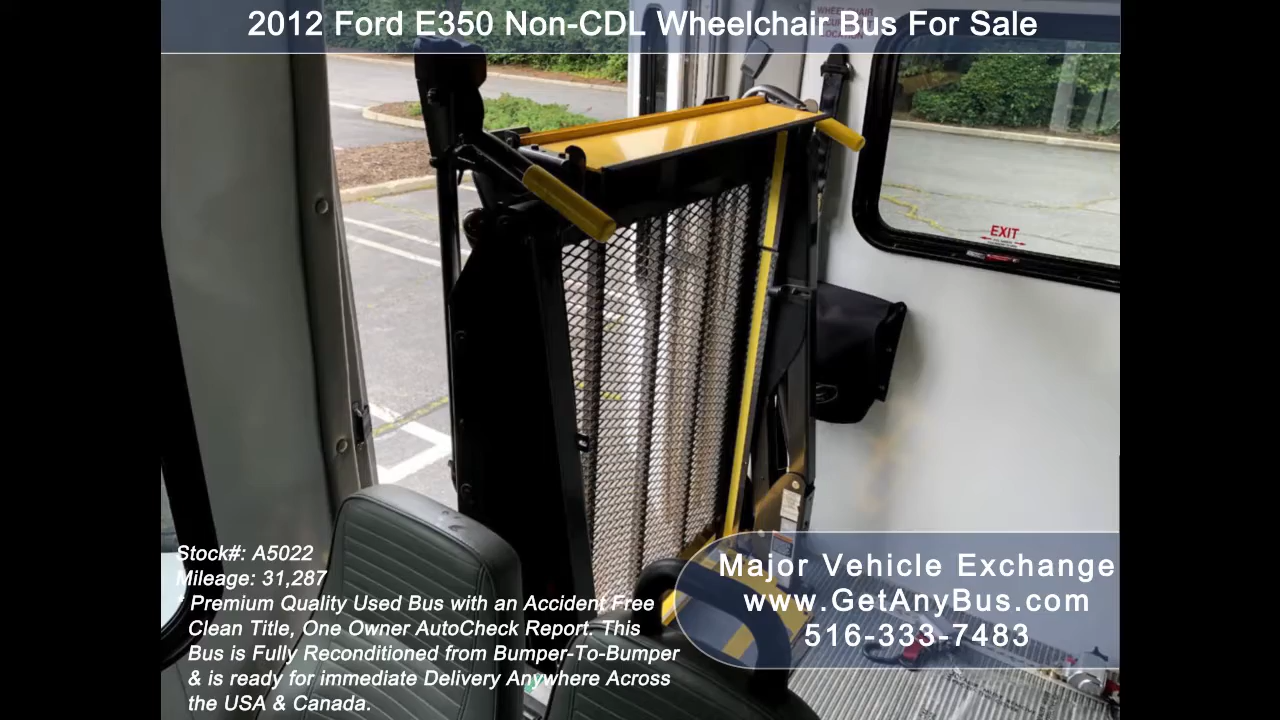 2012 Ford E350 Non-CDL Wheelchair Bus For Sale
WHEELCHAIR
LOCATION
EXIT
Stock#: A5022
Mileage: 31,287
* Premium Quality Used Bus with an Accident Free
Clean Title, One Owner AutoCheck Report. This
Bus is Fully Reconditioned from Bumper-To-Bumper
& is ready for immediate Delivery Anywhere Across
the USA & Canada.
Major Vehicle Exchange
www.GetAnyBus.com
516-333-7483